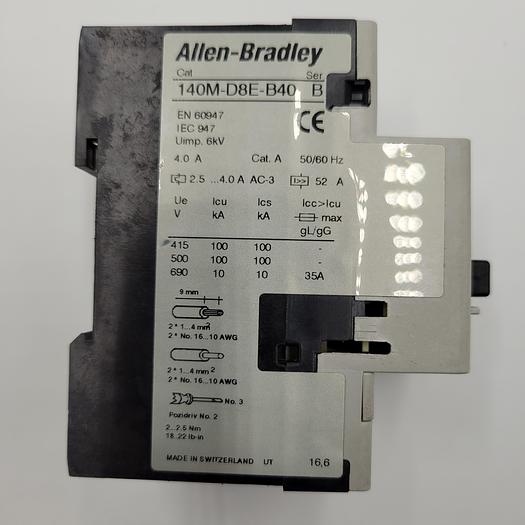 Allen-Bradley
Cat Ser
140M-D8E-B40 B
EN 60947
IEC 947
Uimp. 6kV
CE
4.0 A Cat. A 50/60 Hz
2.5 ...4.0 A AC-3 I>> 52 A
Ue Icu Ics Icc>Icu
V kA kA max
gL/gG
415 100 100 -
500 100 100 -
690 10 10 35A
9 mm
2 * 1...4 mm²
2 * No. 16...10 AWG
2 * 1...4 mm²
2 * No. 16...10 AWG
No. 3
Pozidriv No. 2
2...2.5 Nm
18...22 lb-in
MADE IN SWITZERLAND UT 16,6